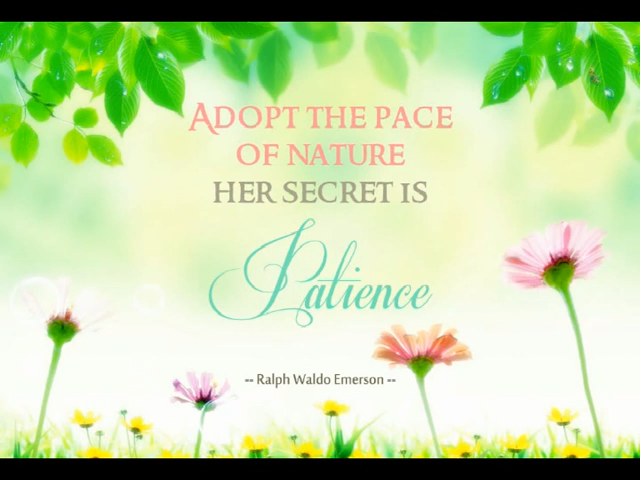 Adopt the pace
of nature
her secret is
Patience
-- Ralph Waldo Emerson --